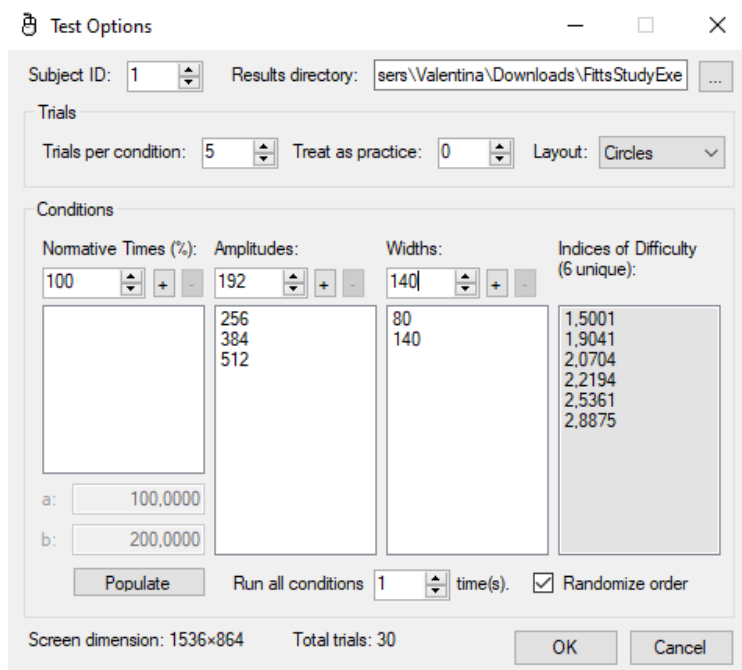 Test Options
Subject ID: 1 Results directory: sers\Valentina\Downloads\FittsStudyExe ...
Trials
Trials per condition: 5 Treat as practice: 0 Layout: Circles
Conditions
Normative Times (%): Amplitudes: Widths: Indices of Difficulty
(6 unique):
100 + - 192 + - 140 + -
256 80 1,5001
384 140 1,9041
512 2,0704
2,2194
2,5361
2,8875
a: 100,0000
b: 200,0000
Populate Run all conditions 1 time(s). Randomize order
Screen dimension: 1536×864 Total trials: 30 OK Cancel